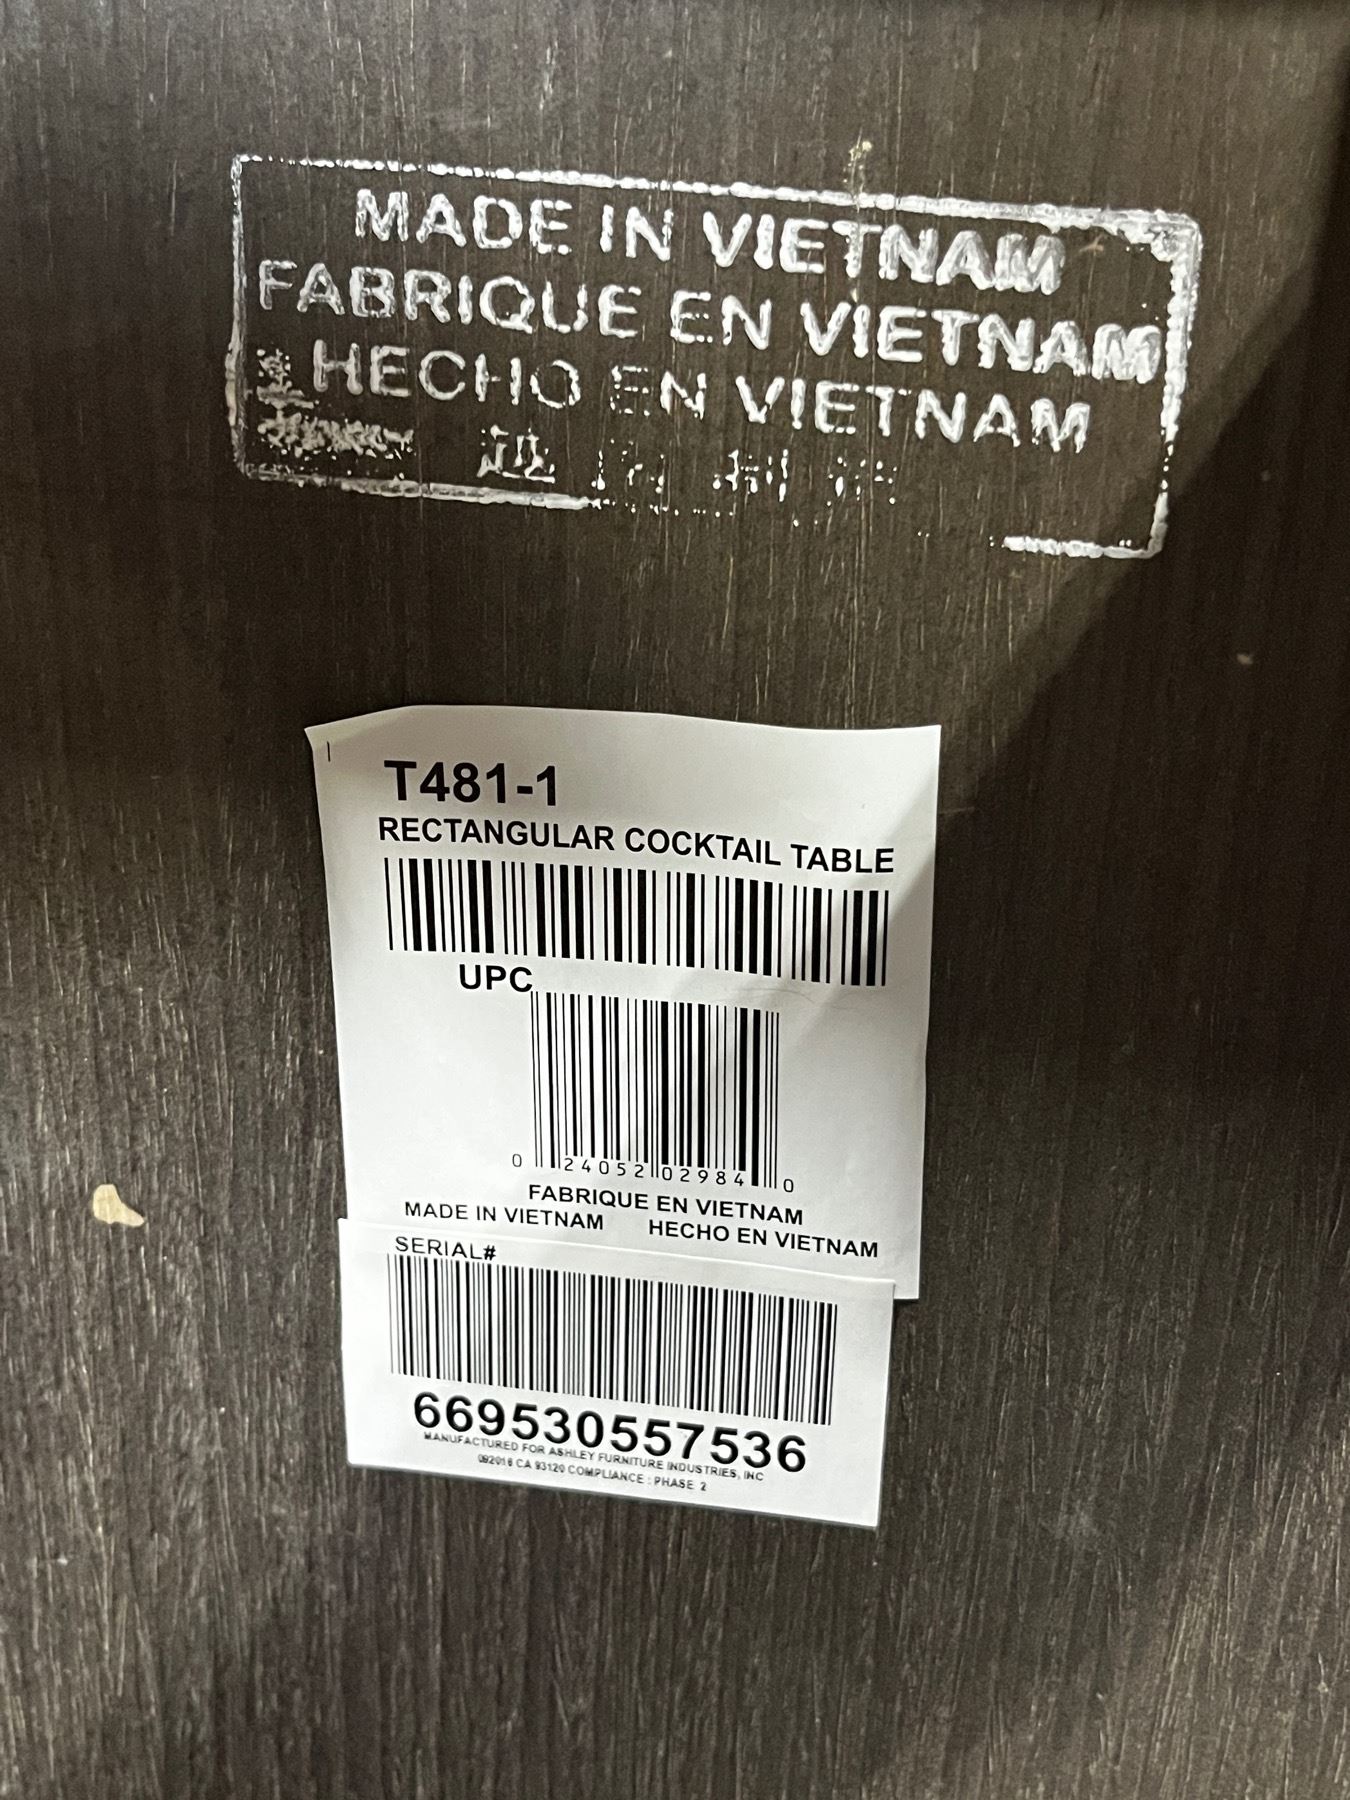 MADE IN VIETNAM
FABRIQUE EN VIETNAM
HECHO EN VIETNAM
T481-1
RECTANGULAR COCKTAIL TABLE
UPC
0 24052 02984 0
FABRIQUE EN VIETNAM
MADE IN VIETNAM HECHO EN VIETNAM
SERIAL#
669530557536
MANUFACTURED FOR ASHLEY FURNITURE INDUSTRIES, INC
092016 CA 93120 COMPLIANCE : PHASE 2